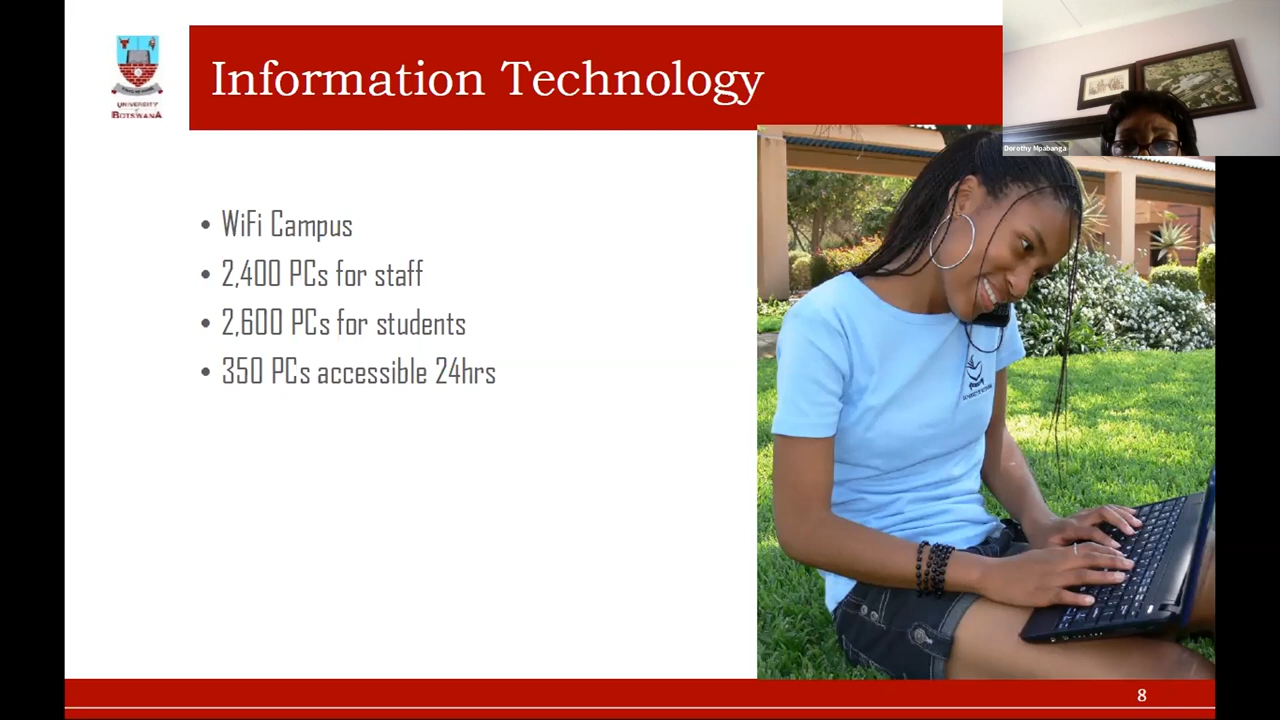 Information Technology
UNIVERSITY
of
BOTSWANA
Dorothy Mpabanga
• WiFi Campus
• 2,400 PCs for staff
• 2,600 PCs for students
• 350 PCs accessible 24hrs
8